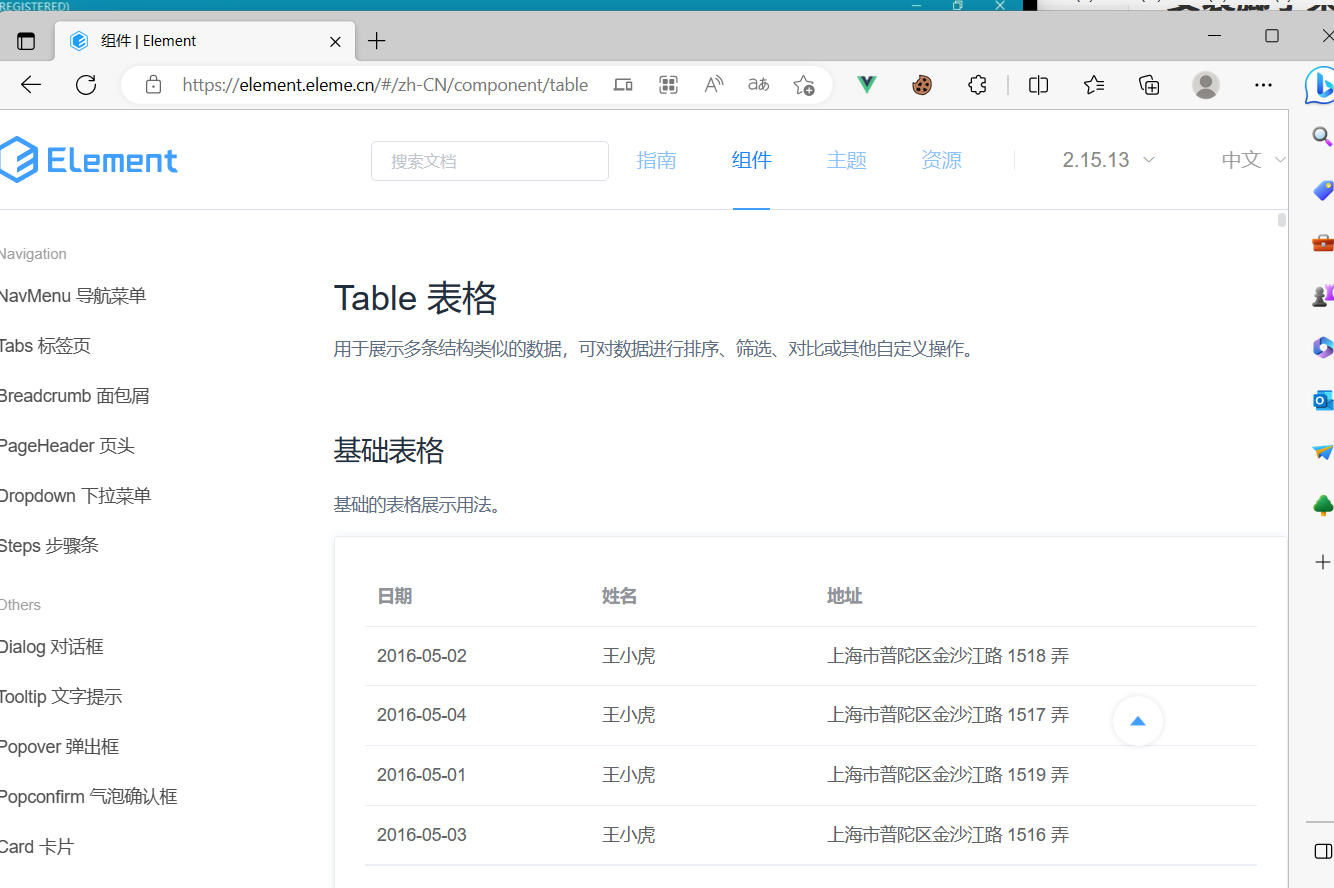 REGISTERED)
组件 | Element
https://element.eleme.cn/#/zh-CN/component/table
Element
搜索文档
指南
组件
主题
资源
2.15.13
中文
Navigation
NavMenu 导航菜单
Tabs 标签页
Breadcrumb 面包屑
PageHeader 页头
Dropdown 下拉菜单
Steps 步骤条
Others
Dialog 对话框
Tooltip 文字提示
Popover 弹出框
Popconfirm 气泡确认框
Card 卡片
Table 表格
用于展示多条结构类似的数据，可对数据进行排序、筛选、对比或其他自定义操作。
基础表格
基础的表格展示用法。
日期 姓名 地址
2016-05-02 王小虎 上海市普陀区金沙江路 1518 弄
2016-05-04 王小虎 上海市普陀区金沙江路 1517 弄
2016-05-01 王小虎 上海市普陀区金沙江路 1519 弄
2016-05-03 王小虎 上海市普陀区金沙江路 1516 弄